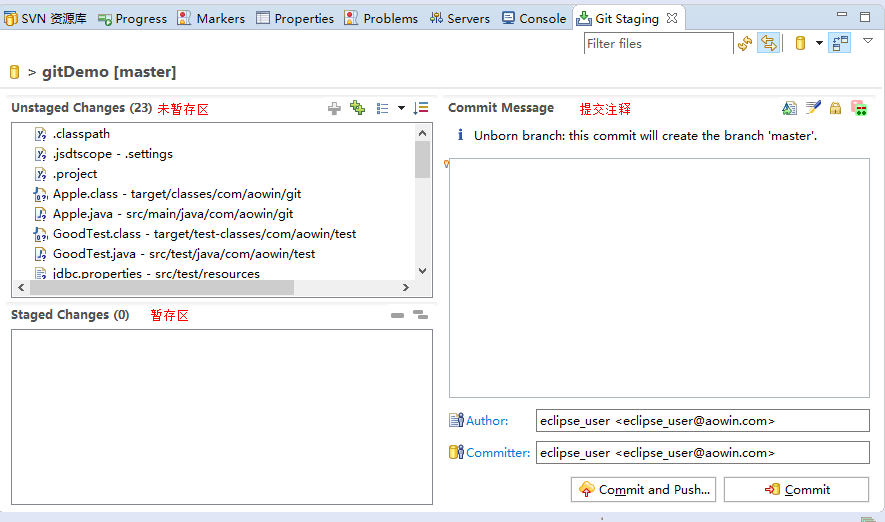 SVN 资源库 Progress Markers Properties Problems Servers Console Git Staging
Filter files
> gitDemo [master]
Unstaged Changes (23) 未暂存区
.classpath
.jsdtscope - .settings
.project
Apple.class - target/classes/com/aowin/git
Apple.java - src/main/java/com/aowin/git
GoodTest.class - target/test-classes/com/aowin/test
GoodTest.java - src/test/java/com/aowin/test
jdbc.properties - src/test/resources
Staged Changes (0) 暂存区
Commit Message 提交注释
Unborn branch: this commit will create the branch 'master'.
Author: eclipse_user <eclipse_user@aowin.com>
Committer: eclipse_user <eclipse_user@aowin.com>
Commit and Push... Commit